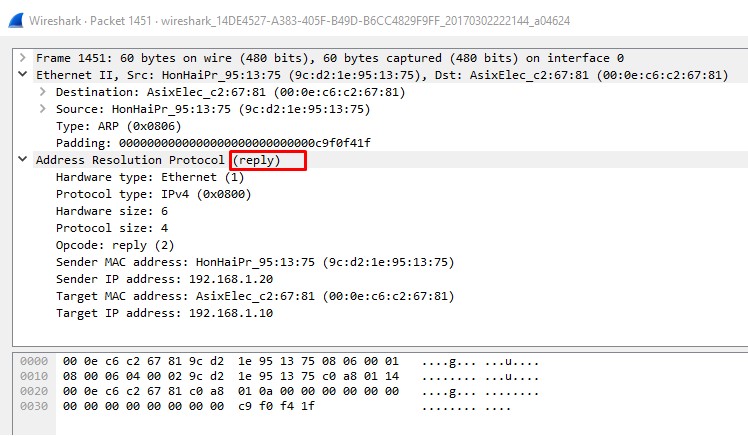 Wireshark · Packet 1451 · wireshark_14DE4527-A383-405F-B49D-B6CC4829F9FF_20170302222144_a04624
Frame 1451: 60 bytes on wire (480 bits), 60 bytes captured (480 bits) on interface 0
Ethernet II, Src: HonHaiPr_95:13:75 (9c:d2:1e:95:13:75), Dst: AsixElec_c2:67:81 (00:0e:c6:c2:67:81)
Destination: AsixElec_c2:67:81 (00:0e:c6:c2:67:81)
Source: HonHaiPr_95:13:75 (9c:d2:1e:95:13:75)
Type: ARP (0x0806)
Padding: 0000000000000000000000000000c9f0f41f
Address Resolution Protocol (reply)
Hardware type: Ethernet (1)
Protocol type: IPv4 (0x0800)
Hardware size: 6
Protocol size: 4
Opcode: reply (2)
Sender MAC address: HonHaiPr_95:13:75 (9c:d2:1e:95:13:75)
Sender IP address: 192.168.1.20
Target MAC address: AsixElec_c2:67:81 (00:0e:c6:c2:67:81)
Target IP address: 192.168.1.10
0000 00 0e c6 c2 67 81 9c d2 1e 95 13 75 08 06 00 01 ....g... ...u....
0010 08 00 06 04 00 02 9c d2 1e 95 13 75 c0 a8 01 14 ........ ...u....
0020 00 0e c6 c2 67 81 c0 a8 01 0a 00 00 00 00 00 00 ....g... ........
0030 00 00 00 00 00 00 00 00 c9 f0 f4 1f ........ ....